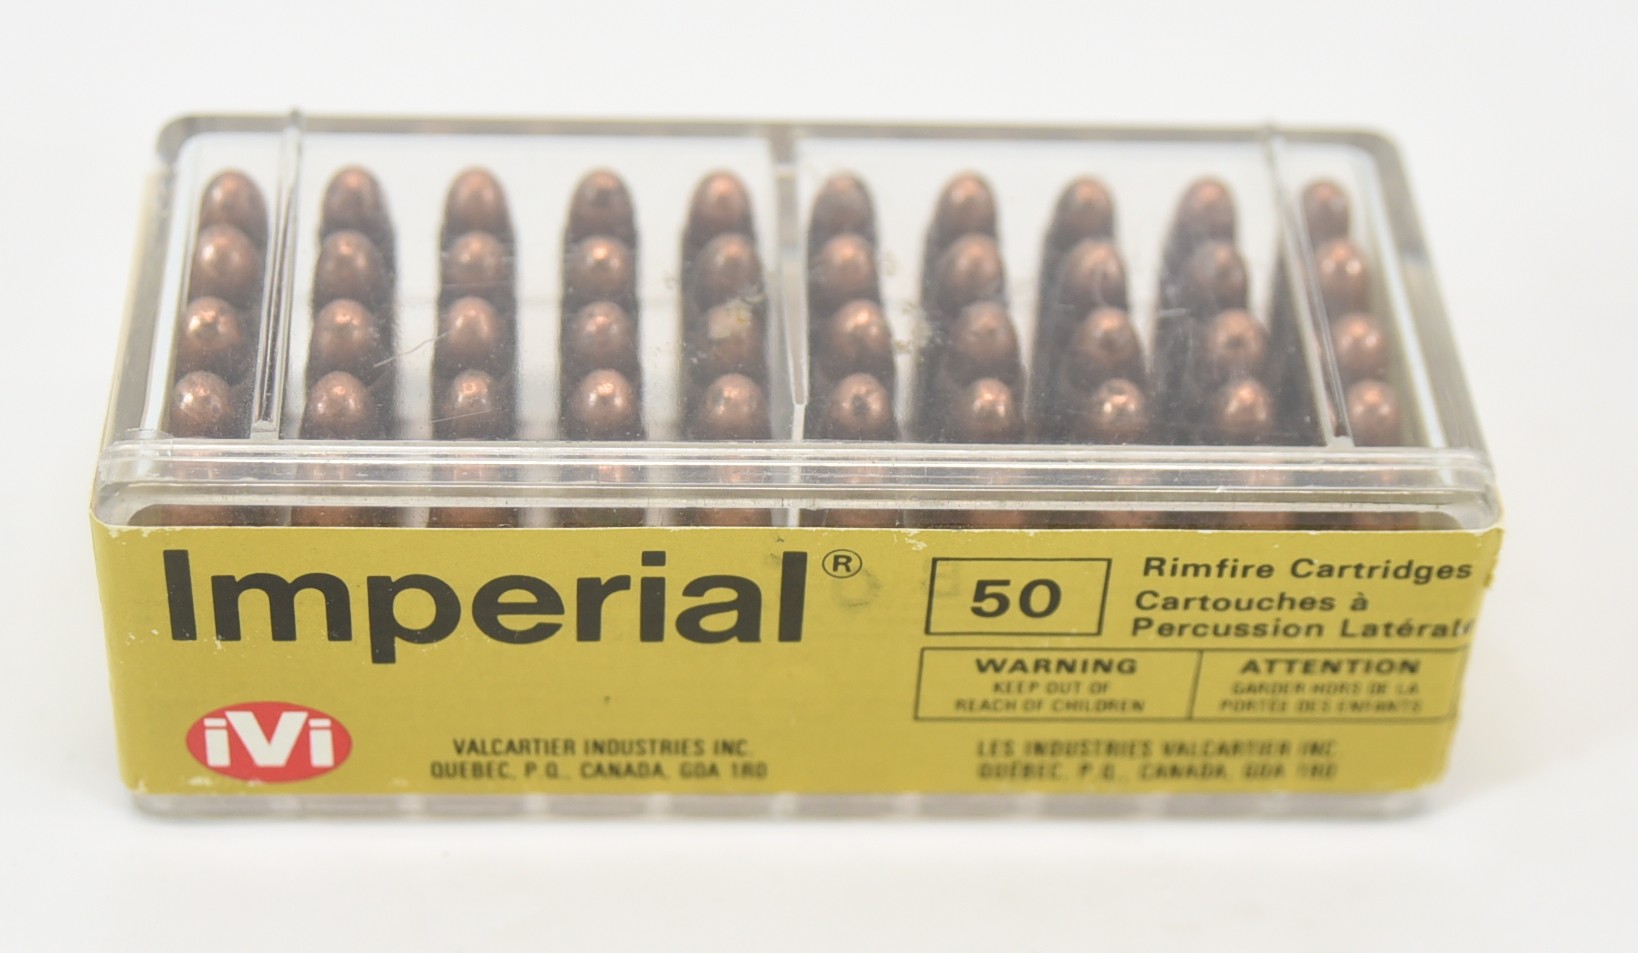 Imperial®
50
Rimfire Cartridges
Cartouches à
Percussion Latérale
WARNING
KEEP OUT OF
REACH OF CHILDREN
ATTENTION
GARDER HORS DE LA
PORTÉE DES ENFANTS
iVi
VALCARTIER INDUSTRIES INC.
QUEBEC, P.Q., CANADA, G0A 1R0
LES INDUSTRIES VALCARTIER INC.
QUÉBEC, P.Q., CANADA, G0A 1R0